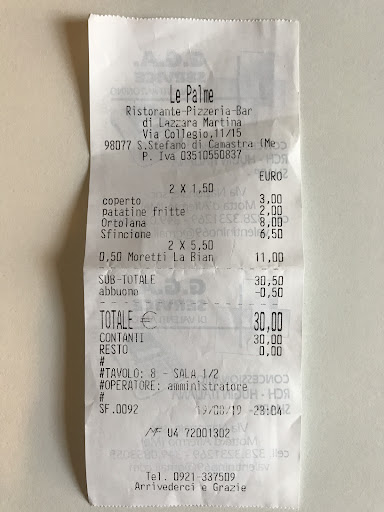 Le Palme
Ristorante-Pizzeria-Bar
di Lazzara Martina
Via Collegio,11/15
98077 S.Stefano di Camastra (Me
P. Iva 03510550837
EURO
2 X 1,50
coperto 3,00
patatine fritte 2,00
Ortolana 8,00
Sfincione 6,50
2 X 5,50
0,50 Moretti La Bian 11,00
SUB-TOTALE 30,50
abbuono -0,50
TOTALE € 30,00
CONTANTI 30,00
RESTO 0,00
#
#TAVOLO: 8 - SALA 1/2
#OPERATORE: amministratore
#
SF.0092 19/08/19 23:04
MF U4 72001302
Tel. 0921-337509
Arrivederci e Grazie